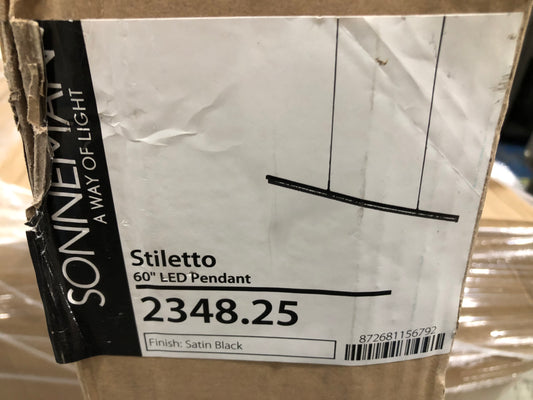 SONNEMAN
A WAY OF LIGHT
Stiletto
60" LED Pendant
2348.25
Finish: Satin Black
872681156792